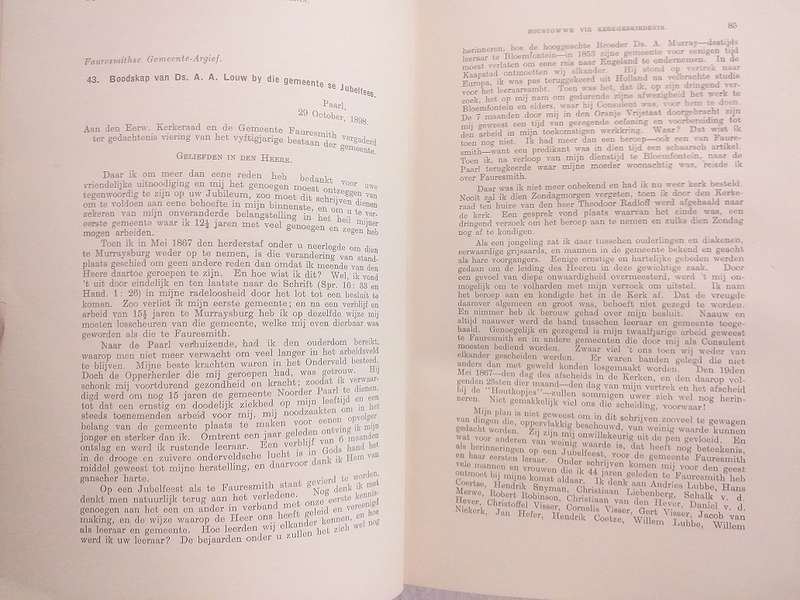 Fauresmithse Gemeente-Argief.
43. Boodskap van Ds. A. A. Louw by die gemeente se Jubelfees.
Paarl,
29 October, 1898.
Aan den Eerw. Kerkeraad en de Gemeente Fauresmith vergaderd
ter gedachtenis viering van het vyftigjarige bestaan der gemeente.
GELIEFDEN IN DEN HEERE.
Daar ik om meer dan eene reden heb bedankt voor uwe
vriendelijke uitnoodiging en mij het genoegen moest ontzeggen van
tegenwoordig te zijn op uw Jubileum, zoo moet dit schrijven dienen
om te voldoen aan eene behoefte in mijn binnenste, en om u te ver-
zekeren van mijn onveranderde belangstelling in het heil mijner
eerste gemeente waar ik 12½ jaren met veel genoegen en zegen heb
mogen arbeiden.
Toen ik in Mei 1867 den herderstaf onder u neerlegde om dien
te Murraysburg weder op te nemen, is die verandering van stand-
plaats geschied om geen andere reden dan omdat ik meende van den
Heere daartoe geroepen te zijn. En hoe wist ik dit? Wel, ik vond
't uit door eindelijk en ten laatste naar de Schrift (Spr. 16: 33 en
Hand. 1: 26) in mijne radeloosheid door het lot tot een besluit te
komen. Zoo verliet ik mijn eerste gemeente; en na een verblijf en
arbeid van 15½ jaren te Murraysburg heb ik op dezelfde wijze mij
moeten losscheuren van die gemeente, welke mij even dierbaar was
geworden als die te Fauresmith.
Naar de Paarl verhuizende, had ik den ouderdom bereikt,
waarop men niet meer verwacht om veel langer in het arbeidsveld
te blijven. Mijne beste krachten waren in het Onderveld besteed.
Doch de Opperherder die mij geroepen had, was getrouw. Hij
schonk mij voortdurend gezondheid en kracht; zoodat ik verwaar-
digd werd om nog 15 jaren de gemeente Noorder Paarl te dienen,
tot dat een ernstig en doodelijk ziekbed op mijn leeftijd en een
steeds toenemenden arbeid voor mij, mij noodzaakten om in het
belang van de gemeente plaats te maken voor eenen opvolger
jonger en sterker dan ik. Omtrent een jaar geleden ontving ik mijn
ontslag en werd ik rustende leeraar. Een verblijf van 6 maanden
in de drooge en zuivere onderveldsche lucht is in Gods hand het
middel geweest tot mijne herstelling, en daarvoor dank ik Hem van
ganscher harte.
Op een Jubelfeest als te Fauresmith staat gevierd te worden,
denkt men natuurlijk terug aan het verledene. Nog denk ik met
genoegen aan het een en ander in verband met onze eerste kennis-
making, en de wijze waarop de Heer ons heeft geleid en vereenigd
als leeraar en gemeente. Hoe leerden wij elkander kennen, en hoe
werd ik uw leeraar? De bejaarden onder u zullen het zich wel nog
85
herinneren, hoe de hooggeachte Broeder Ds. A. Murray—destijds
leeraar te Bloemfontein—in 1853 zijne gemeente voor eenigen tijd
moest verlaten om eene reis naar Engeland te ondernemen. In de
Kaapstad ontmoetten wij elkander. Hij stond op vertrek naar
Europa, ik was pas teruggekeerd uit Holland na volbrachte studie
voor het leeraarsambt. Toen was het, dat ik, op zijn dringend ver-
zoek, het op mij nam om gedurende zijne afwezigheid het werk te
Bloemfontein en elders, waar hij Consulent was, voor hem te doen.
De 7 maanden door mij in den Oranje Vrijstaat doorgebracht zijn
mij geweest een tijd van gezegende oefening en voorbereiding tot
den arbeid in mijn toekomstigen werkkring. Waar? Dat wist ik
toen nog niet. Ik had meer dan een beroep—ook een van Faure-
smith—want een predikant was in dien tijd een schaarsch artikel.
Toen ik, na verloop van mijn dienstijd te Bloemfontein, naar de
Paarl terugkeerde waar mijne moeder woonachtig was, reisde ik
over Fauresmith.
Daar was ik niet meer onbekend en had ik nu weer kerk besteld.
Nooit zal ik dien Zondagmorgen vergeten, toen ik door den Kerke-
raad ten huize van den heer Theodoor Radloff werd afgehaald naar
de kerk. Een gesprek vond plaats waarvan het einde was, een
dringend verzoek om het beroep aan te nemen en zulks dien Zondag
nog af te kondigen.
Als een jongeling zat ik daar tusschen ouderlingen en diakenen,
eerwaardige grijsaards, en mannen in de gemeente bekend en geacht
als hare voorgangers. Eenige ernstige en hartelijke gebeden werden
gedaan om de leiding des Heeren in deze gewichtige zaak. Door
een gevoel van diepe onwaardigheid overmeesterd, werd 't mij on-
mogelijk om te volharden met mijn verzoek om uitstel. Ik nam
het beroep aan en kondigde het in de Kerk af. Dat de vreugde
daarover algemeen en groot was, behoeft niet gezegd te worden.
En nimmer heb ik berouw gehad over mijn besluit. Naauw en
altijd nauwer werd de band tusschen leeraar en gemeente toege-
haald. Genoegelijk en gezegend is mijn twaalfjarige arbeid geweest
te Fauresmith en in andere gemeenten die door mij als Consulent
moesten bediend worden. Zwaar viel 't ons toen wij weder van
elkander gescheiden werden. Er waren banden gelegd die niet
anders dan met geweld konden losgemaakt worden. Den 19den
Mei 1867—den dag des afscheids in de Kerken, en den daarop vol-
genden 25sten dier maand—den dag van mijn vertrek en het afscheid
bij de "Houtkopjes"—zullen sommigen uwer zich wel nog herin-
neren. Niet gemakkelijk viel ons die scheiding, voorwaar!
Mijn plan is niet geweest om in dit schrijven zooveel te gewagen
van dingen die, oppervlakkig beschouwd, van weinig waarde kunnen
geacht worden. Zij zijn mij onwillekeurig uit de pen gevloeid. En
wat voor anderen van weinig waarde is, dat heeft nog beteekenis,
als herinneringen op een Jubelfeest, voor de gemeente Fauresmith
en haar eersten leeraar. Onder schrijven komen mij voor den geest
vele mannen en vrouwen die ik 44 jaren geleden te Fauresmith heb
ontmoet bij mijne komst aldaar. Ik denk aan Andries Lubbe, Hans
Coertse, Hendrik Snyman, Christiaan Liebenberg, Schalk v. d.
Merwe, Robert Robinson, Christiaan van den Hever, Daniel v. d.
Hever, Christoffel Visser, Cornelis Visser, Gert Visser, Jacob van
Niekerk, Jan Hefer, Hendrik Coetze, Willem Lubbe, Willem